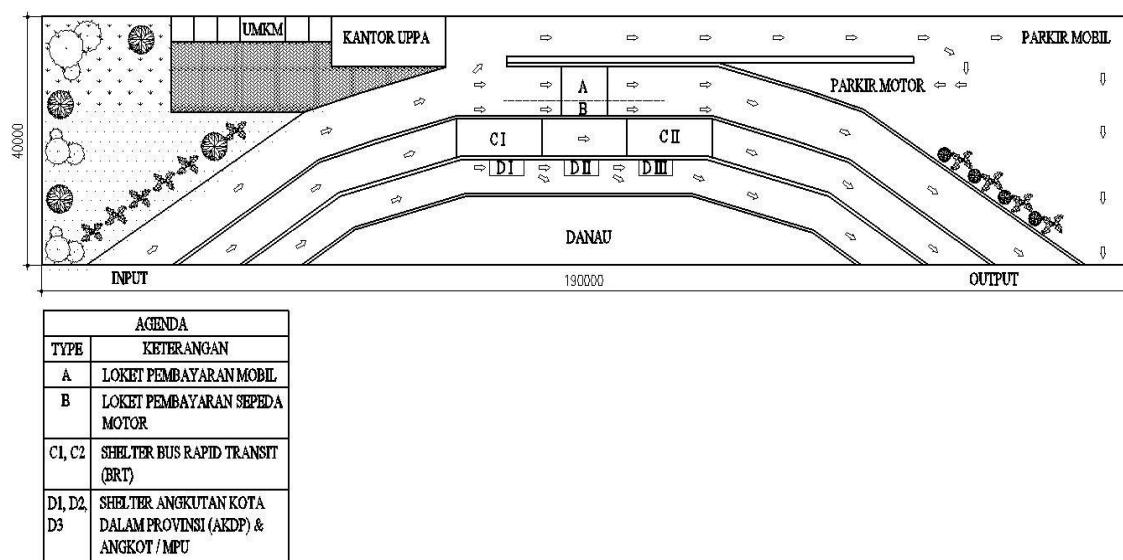 UMKM
KANTOR UPPA
PARKIR MOBIL
PARKIR MOTOR
A
B
C I
C II
D I
D II
D III
DANAU
40000
INPUT
190000
OUTPUT
AGENDA
TYPE KETERANGAN
A LOKET PEMBAYARAN MOBIL
B LOKET PEMBAYARAN SEPEDA
MOTOR
C1, C2 SHELTER BUS RAPID TRANSIT
(BRT)
D1, D2, SHELTER ANGKUTAN KOTA
D3 DALAM PROVINSI (AKDP) &
ANGKOT / MPU